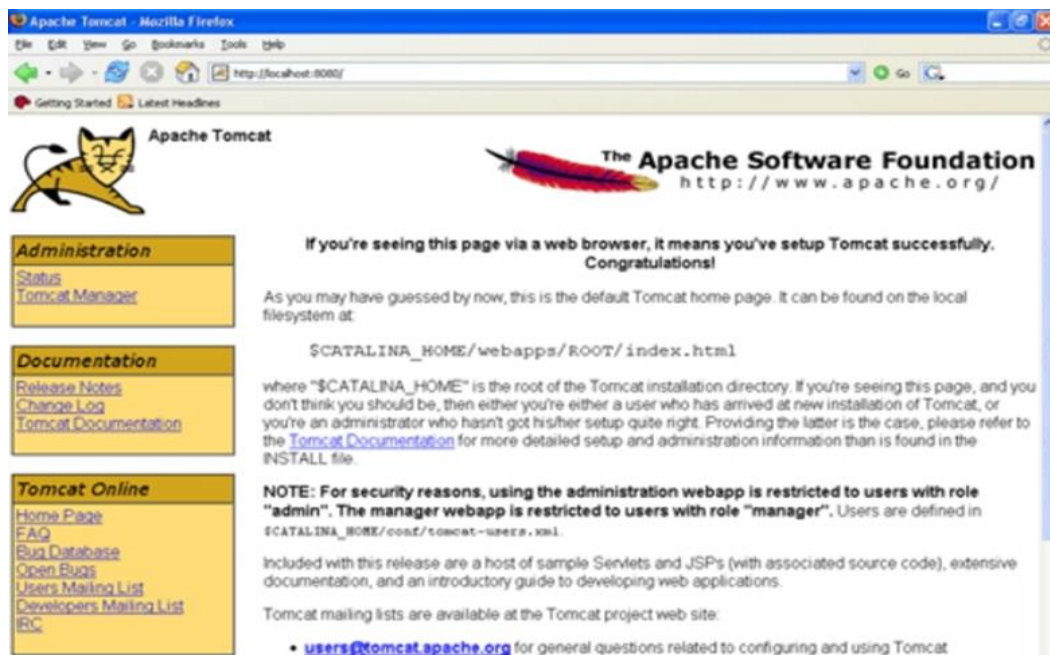 Apache Tomcat - Mozilla Firefox
File Edit View Go Bookmarks Tools Help
http://localhost:8080/
Go
Getting Started
Latest Headlines
Apache Tomcat
The Apache Software Foundation
http://www.apache.org/
Administration
Status
Tomcat Manager
Documentation
Release Notes
Change Log
Tomcat Documentation
Tomcat Online
Home Page
FAQ
Bug Database
Open Bugs
Users Mailing List
Developers Mailing List
IRC
If you're seeing this page via a web browser, it means you've setup Tomcat successfully.
Congratulations!
As you may have guessed by now, this is the default Tomcat home page. It can be found on the local
filesystem at:
$CATALINA_HOME/webapps/ROOT/index.html
where "$CATALINA_HOME" is the root of the Tomcat installation directory. If you're seeing this page, and you
don't think you should be, then either you're either a user who has arrived at new installation of Tomcat, or
you're an administrator who hasn't got his/her setup quite right. Providing the latter is the case, please refer to
the Tomcat Documentation for more detailed setup and administration information than is found in the
INSTALL file.
NOTE: For security reasons, using the administration webapp is restricted to users with role
"admin". The manager webapp is restricted to users with role "manager". Users are defined in
$CATALINA_HOME/conf/tomcat-users.xml.
Included with this release are a host of sample Servlets and JSPs (with associated source code), extensive
documentation, and an introductory guide to developing web applications.
Tomcat mailing lists are available at the Tomcat project web site:
• users@tomcat.apache.org for general questions related to configuring and using Tomcat